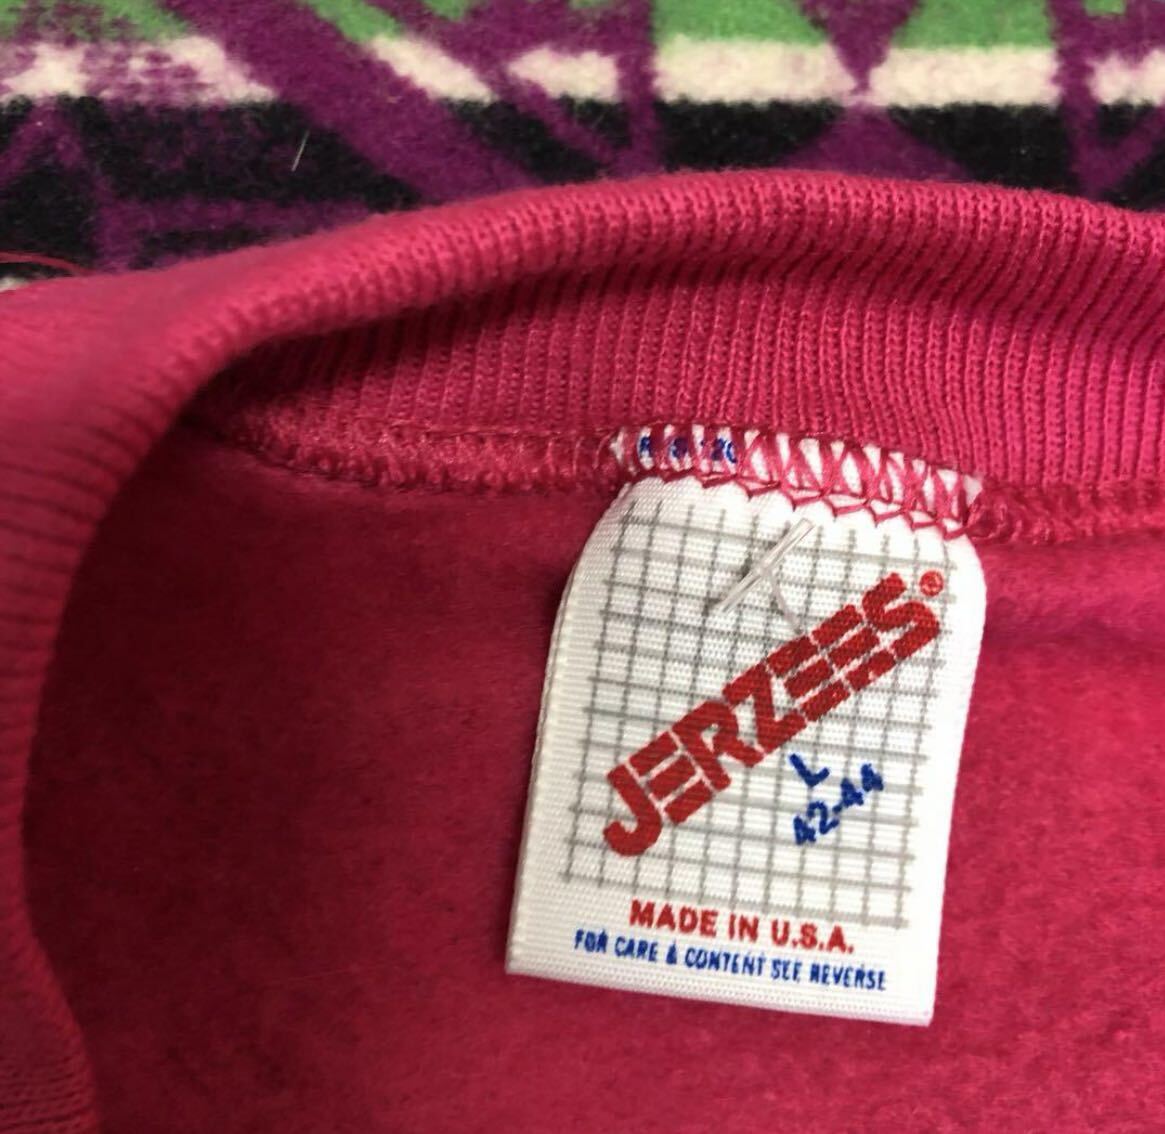 JERZEES®
L
42-44
MADE IN U.S.A.
FOR CARE & CONTENT SEE REVERSE